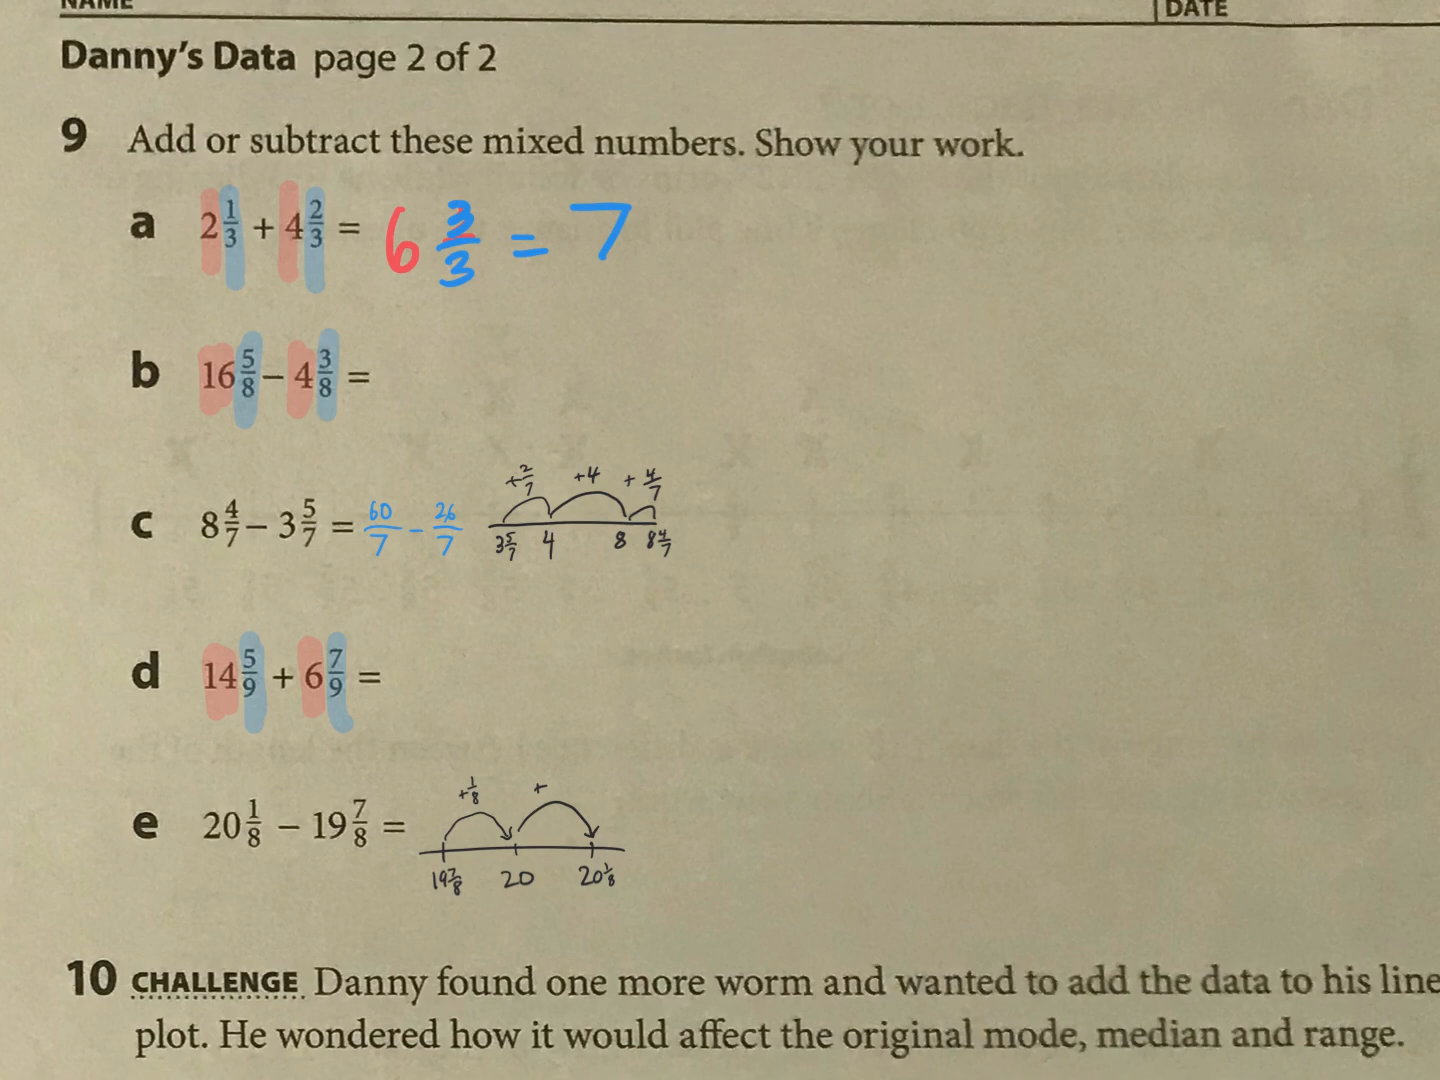 NAME
DATE
Danny's Data page 2 of 2
9 Add or subtract these mixed numbers. Show your work.
a 2 1/3 + 4 2/3 = 6 3/3 = 7
b 16 5/8 – 4 3/8 =
+2/7 +4 +4/7
c 8 4/7 – 3 5/7 = 60/7 - 26/7
3 5/7 4 8 8 4/7
d 14 5/9 + 6 7/9 =
+1/8 +
e 20 1/8 – 19 7/8 =
19 7/8 20 20 1/8
10 CHALLENGE Danny found one more worm and wanted to add the data to his line
plot. He wondered how it would affect the original mode, median and range.